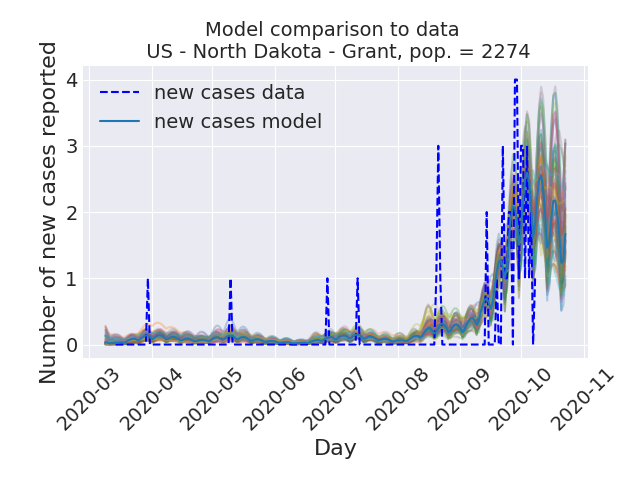 Model comparison to data
US - North Dakota - Grant, pop. = 2274
Number of new cases reported
4
3
2
1
0
new cases data
new cases model
2020-03
2020-04
2020-05
2020-06
2020-07
2020-08
2020-09
2020-10
2020-11
Day